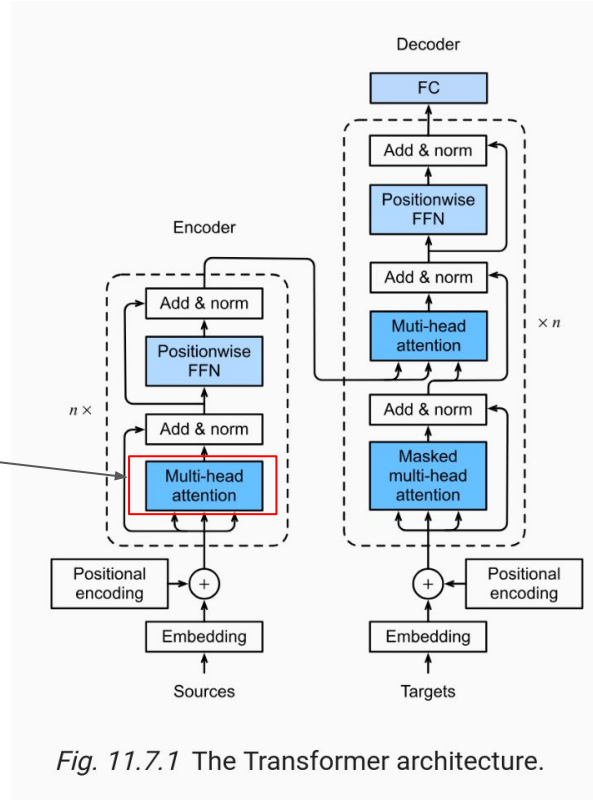 Decoder
FC
Add & norm
Positionwise
FFN
Add & norm
Muti-head
attention
Add & norm
Masked
multi-head
attention
× n
Positional
encoding
+
Embedding
Targets
Encoder
Add & norm
Positionwise
FFN
n ×
Add & norm
Multi-head
attention
Positional
encoding
+
Embedding
Sources
Fig. 11.7.1 The Transformer architecture.